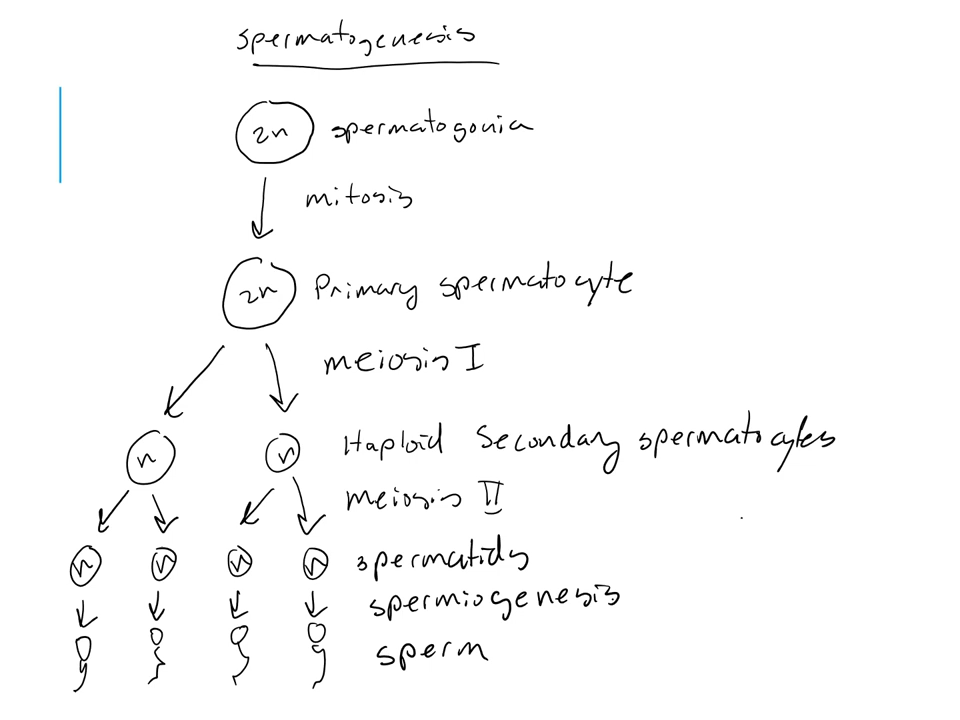 spermatogenesis
2n spermatogonia
mitosis
2n Primary spermatocyte
meiosis I
n n Haploid Secondary spermatocytes
meiosis II
n n n n spermatids
spermiogenesis
sperm